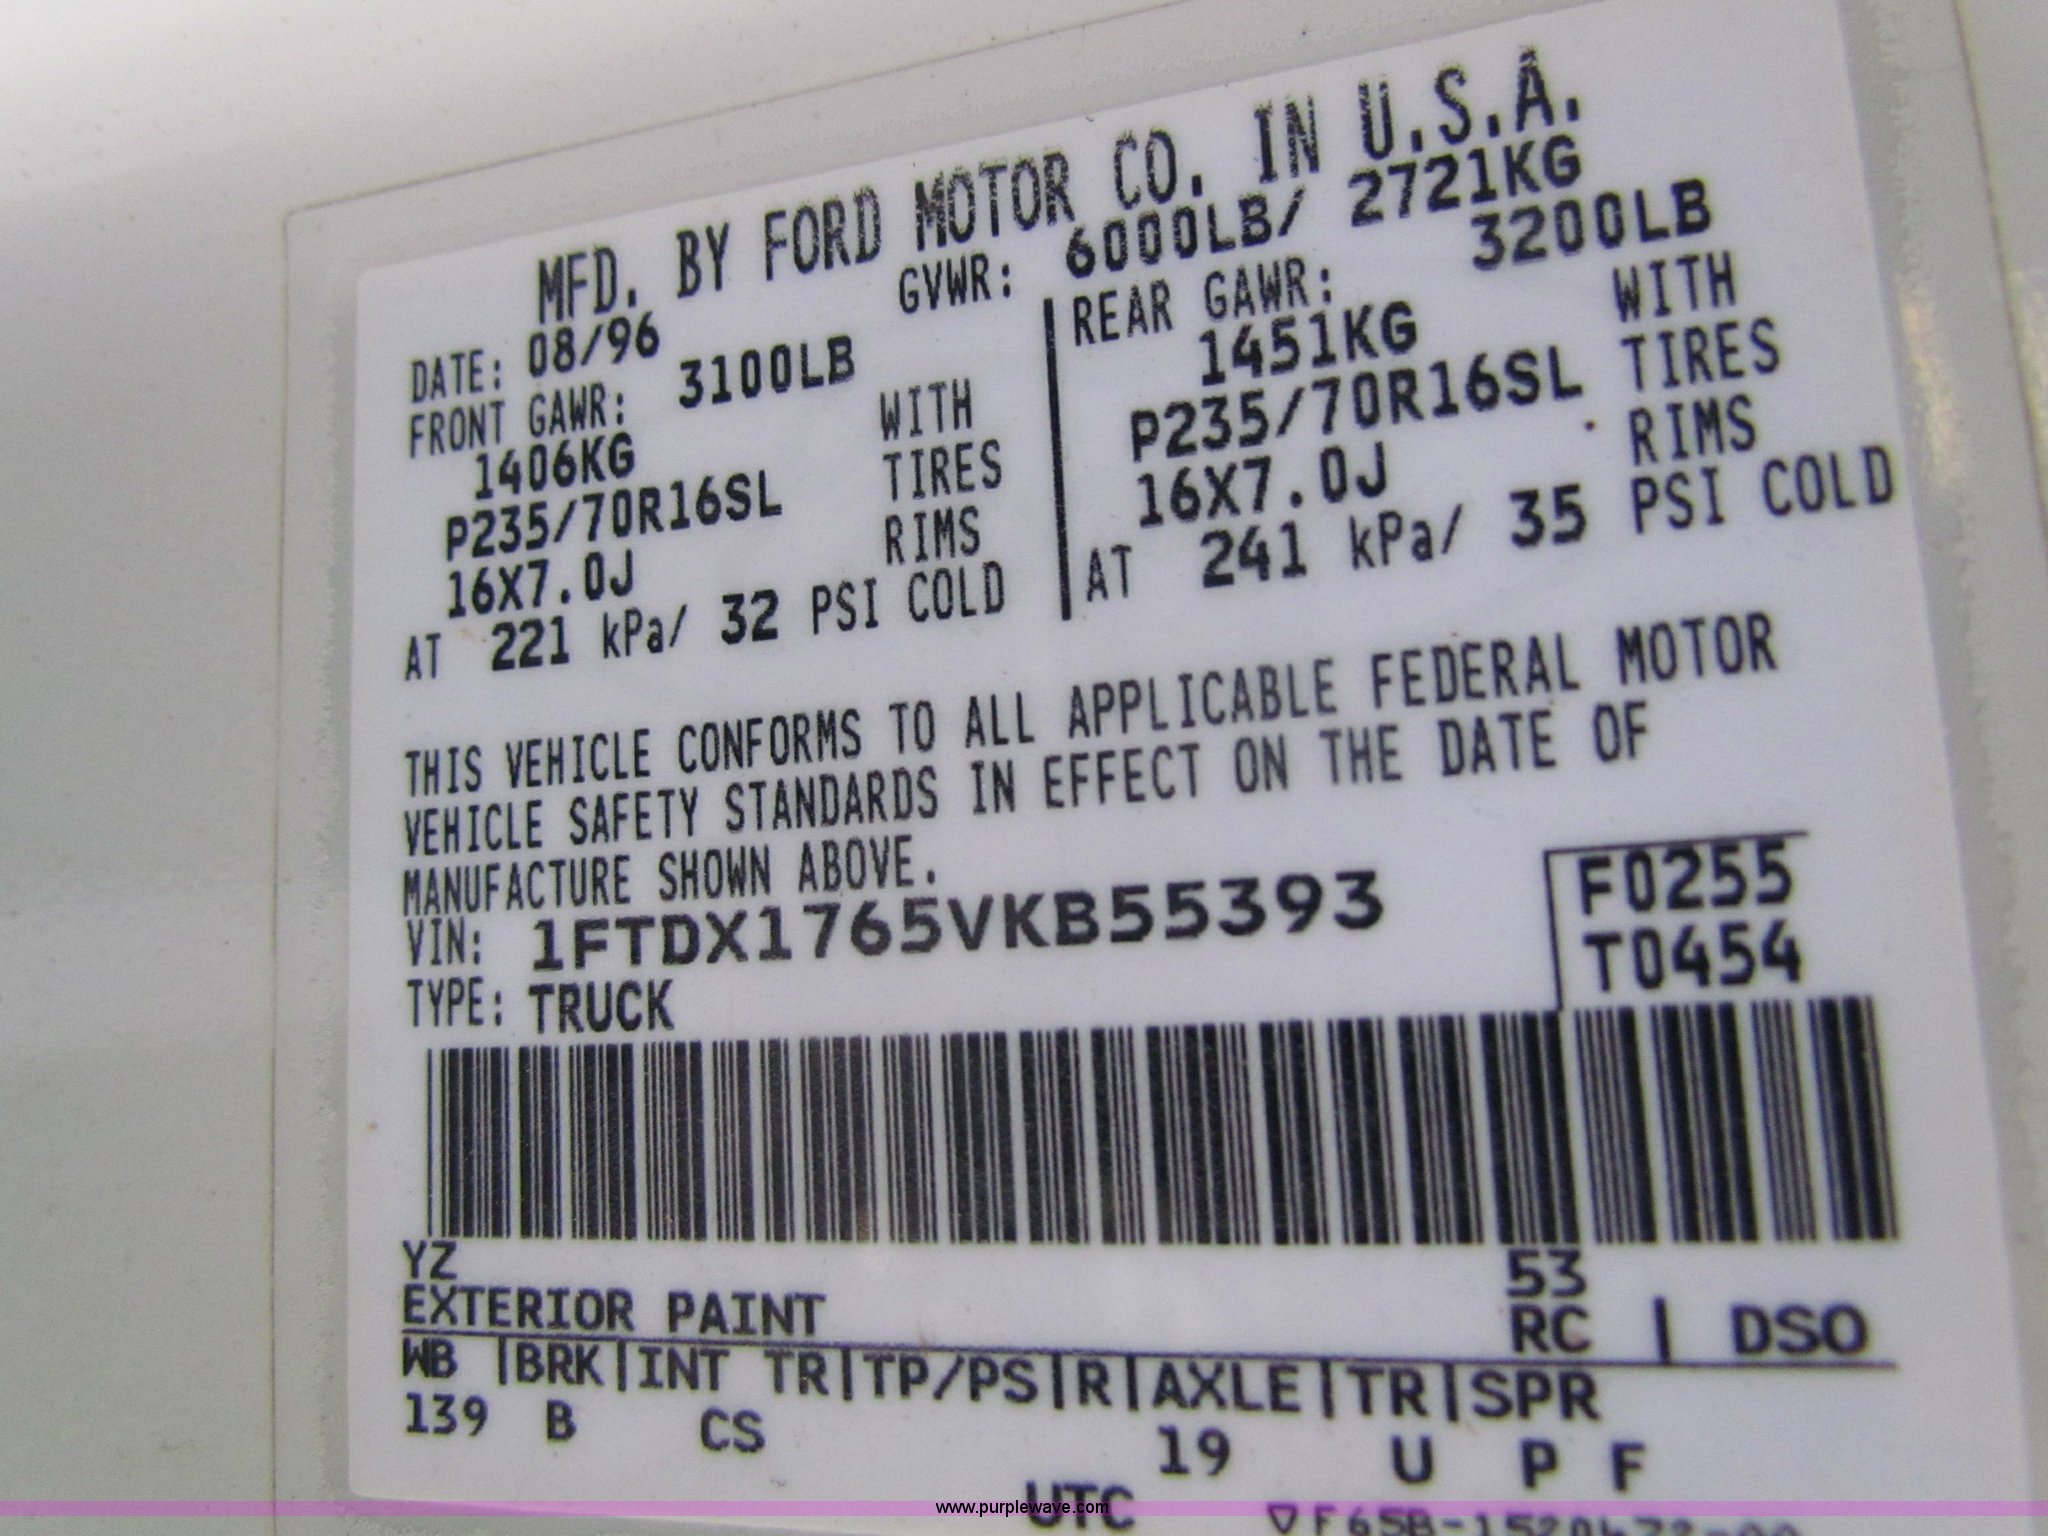 MFD. BY FORD MOTOR CO. IN U.S.A.
DATE: 08/96 GVWR: 6000LB/ 2721KG
FRONT GAWR: 3100LB
1406KG WITH
P235/70R16SL TIRES
16X7.0J RIMS
AT 221 kPa/ 32 PSI COLD
REAR GAWR: 3200LB
1451KG WITH
P235/70R16SL TIRES
16X7.0J RIMS
AT 241 kPa/ 35 PSI COLD
THIS VEHICLE CONFORMS TO ALL APPLICABLE FEDERAL MOTOR
VEHICLE SAFETY STANDARDS IN EFFECT ON THE DATE OF
MANUFACTURE SHOWN ABOVE.
VIN: 1FTDX1765VKB55393
TYPE: TRUCK
F0255
T0454
YZ 53
EXTERIOR PAINT RC | DSO
WB |BRK|INT TR|TP/PS|R|AXLE|TR|SPR
139 B CS 19 U P F
UTC
www.purplewave.com